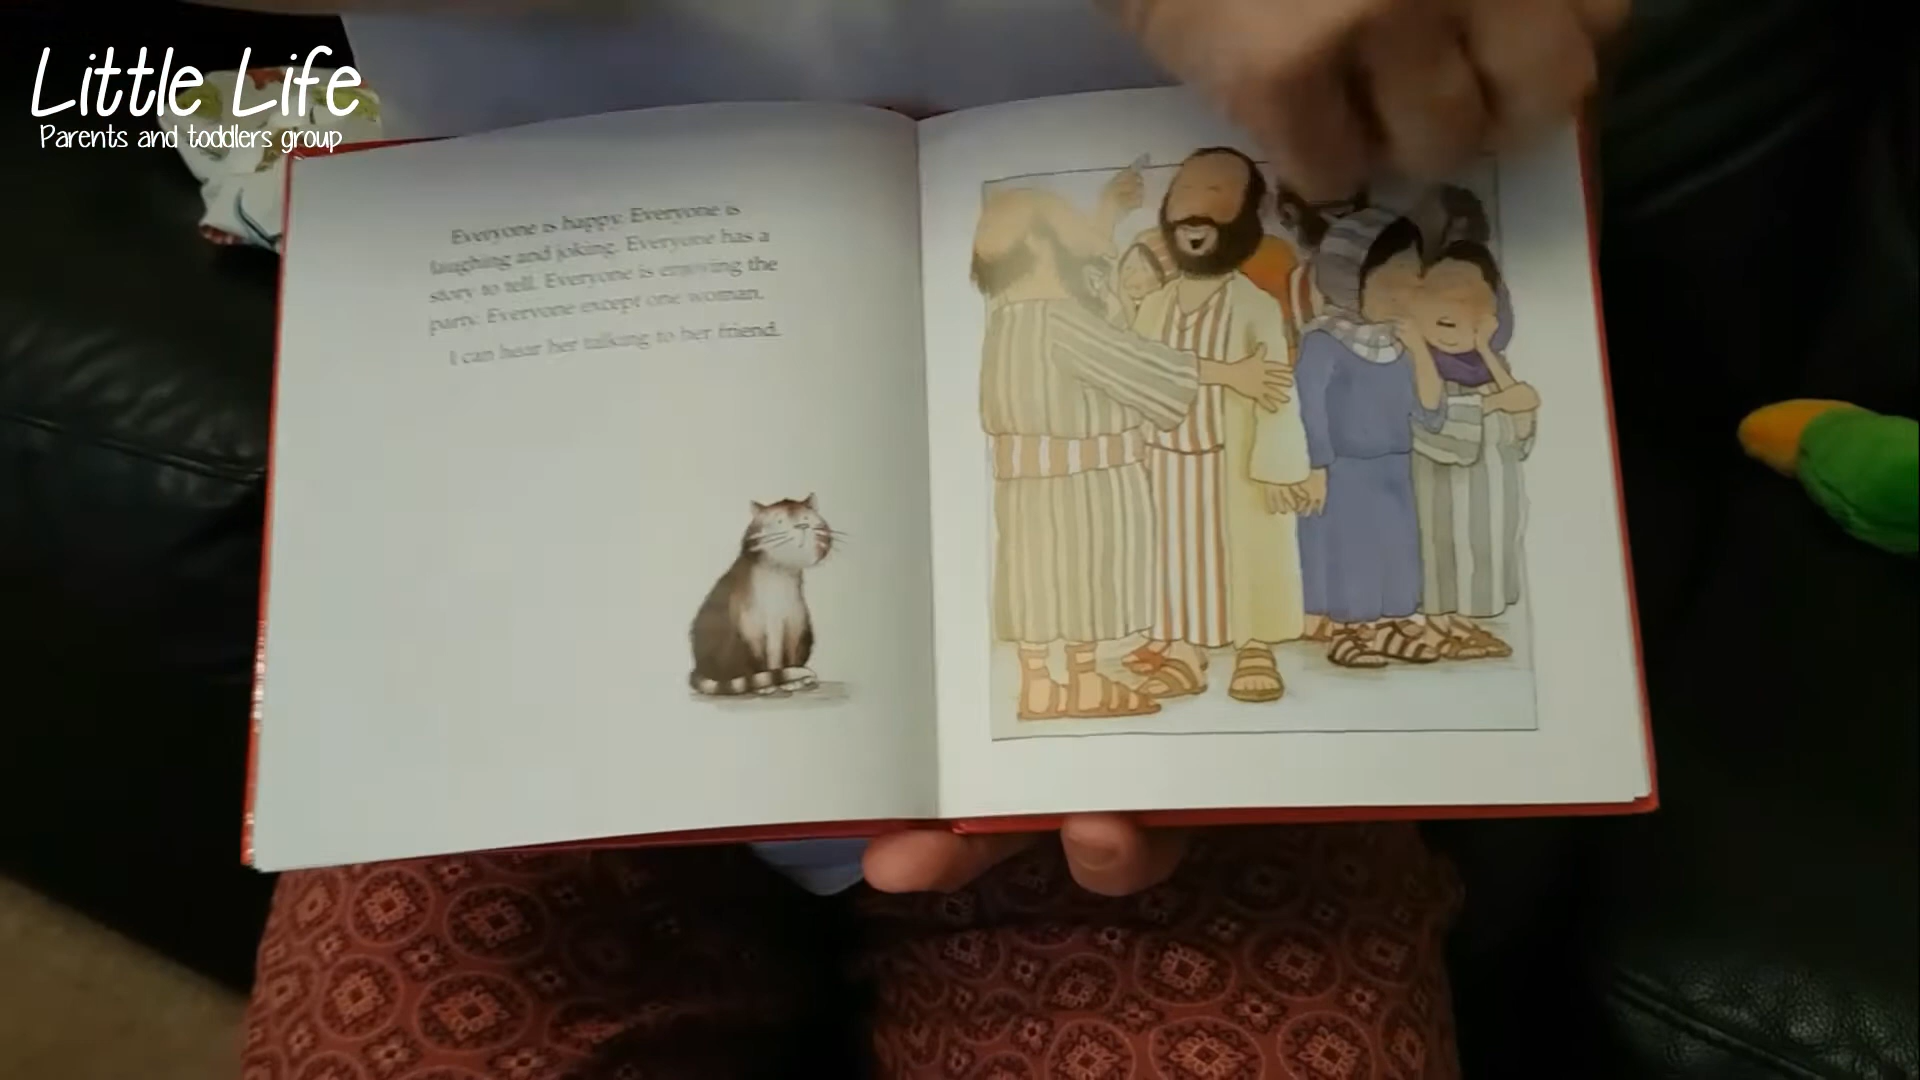 Little Life
Parents and toddlers group
Everyone is happy. Everyone is
laughing and joking. Everyone has a
story to tell. Everyone is enjoying the
party. Everyone except one woman.
I can hear her talking to her friend.